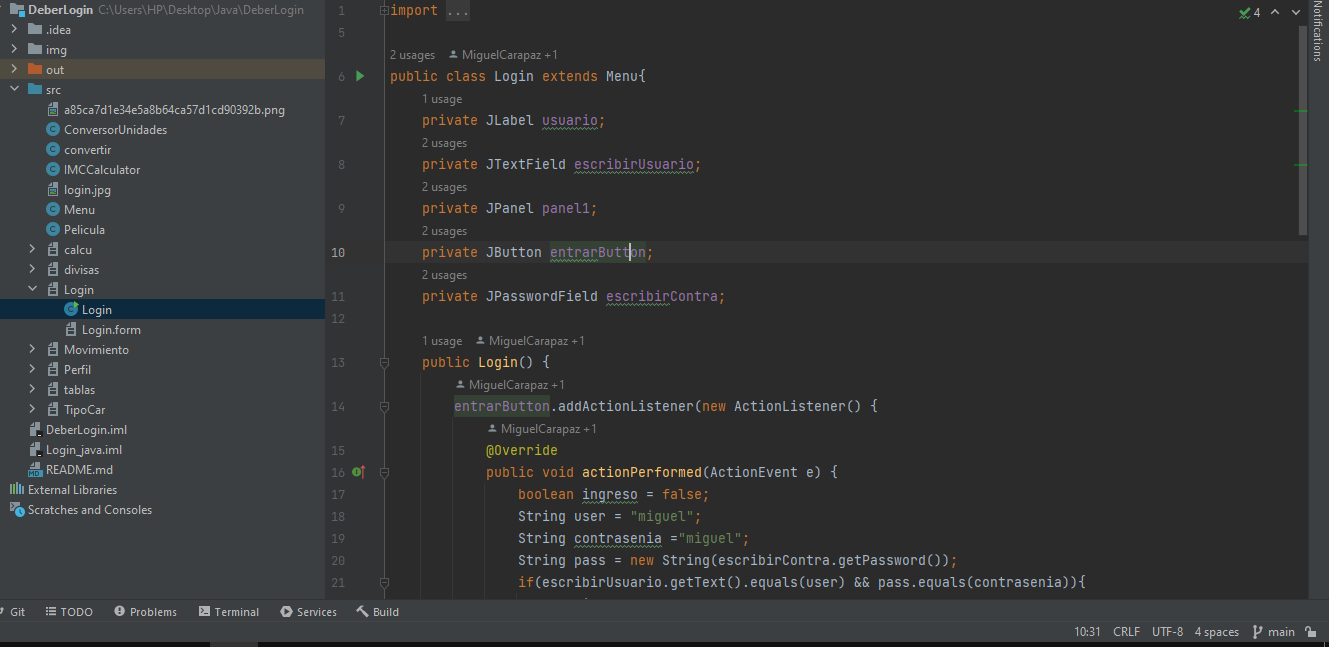 DeberLogin C:\Users\HP\Desktop\Java\DeberLogin
.idea
img
out
src
a85ca7d1e34e5a8b64ca57d1cd90392b.png
ConversorUnidades
convertir
IMCCalculator
login.jpg
Menu
Pelicula
calcu
divisas
Login
Login
Login.form
Movimiento
Perfil
tablas
TipoCar
DeberLogin.iml
Login_java.iml
README.md
External Libraries
Scratches and Consoles
1 import ...
5
2 usages MiguelCarapaz +1
6 public class Login extends Menu{
1 usage
7 private JLabel usuario;
2 usages
8 private JTextField escribirUsuario;
2 usages
9 private JPanel panel1;
2 usages
10 private JButton entrarButton;
2 usages
11 private JPasswordField escribirContra;
12
1 usage MiguelCarapaz +1
13 public Login() {
MiguelCarapaz +1
14 entrarButton.addActionListener(new ActionListener() {
MiguelCarapaz +1
15 @Override
16 public void actionPerformed(ActionEvent e) {
17 boolean ingreso = false;
18 String user = "miguel";
19 String contrasenia ="miguel";
20 String pass = new String(escribirContra.getPassword());
21 if(escribirUsuario.getText().equals(user) && pass.equals(contrasenia)){
4
Notifications
Git TODO Problems Terminal Services Build
10:31 CRLF UTF-8 4 spaces main